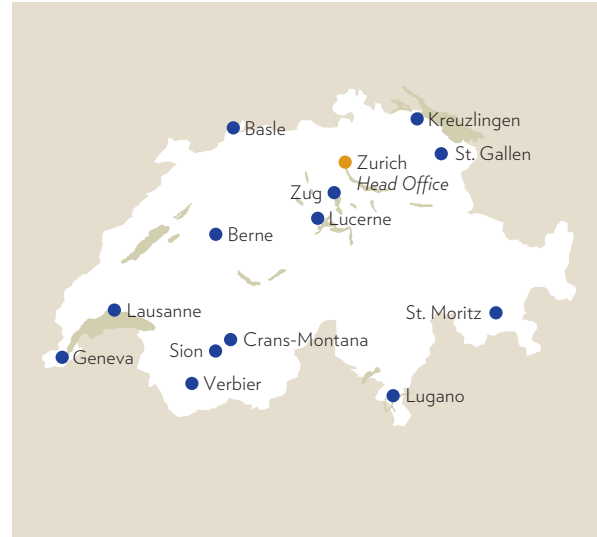 Basle
Kreuzlingen
Zurich
Head Office
St. Gallen
Zug
Lucerne
Berne
Lausanne
St. Moritz
Crans-Montana
Sion
Geneva
Verbier
Lugano